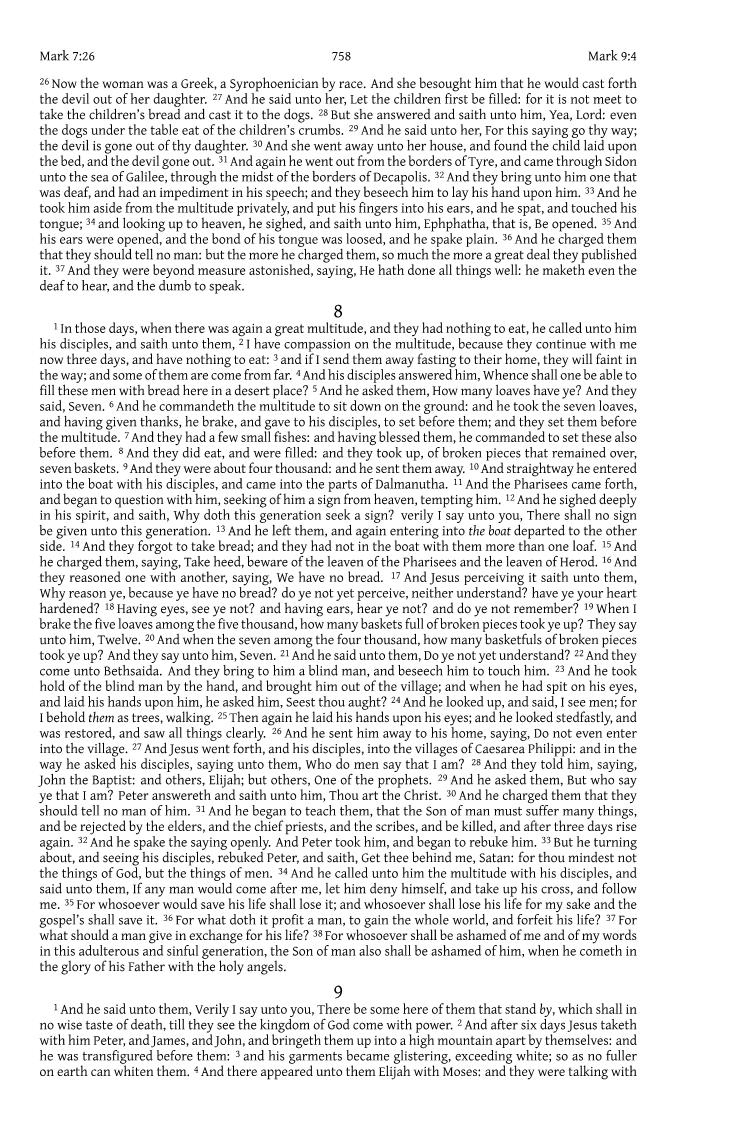 Mark 7:26 758 Mark 9:4
26 Now the woman was a Greek, a Syrophoenician by race. And she besought him that he would cast forth
the devil out of her daughter. 27 And he said unto her, Let the children first be filled: for it is not meet to
take the children's bread and cast it to the dogs. 28 But she answered and saith unto him, Yea, Lord: even
the dogs under the table eat of the children's crumbs. 29 And he said unto her, For this saying go thy way;
the devil is gone out of thy daughter. 30 And she went away unto her house, and found the child laid upon
the bed, and the devil gone out. 31 And again he went out from the borders of Tyre, and came through Sidon
unto the sea of Galilee, through the midst of the borders of Decapolis. 32 And they bring unto him one that
was deaf, and had an impediment in his speech; and they beseech him to lay his hand upon him. 33 And he
took him aside from the multitude privately, and put his fingers into his ears, and he spat, and touched his
tongue; 34 and looking up to heaven, he sighed, and saith unto him, Ephphatha, that is, Be opened. 35 And
his ears were opened, and the bond of his tongue was loosed, and he spake plain. 36 And he charged them
that they should tell no man: but the more he charged them, so much the more a great deal they published
it. 37 And they were beyond measure astonished, saying, He hath done all things well: he maketh even the
deaf to hear, and the dumb to speak.
8
1 In those days, when there was again a great multitude, and they had nothing to eat, he called unto him
his disciples, and saith unto them, 2 I have compassion on the multitude, because they continue with me
now three days, and have nothing to eat: 3 and if I send them away fasting to their home, they will faint in
the way; and some of them are come from far. 4 And his disciples answered him, Whence shall one be able to
fill these men with bread here in a desert place? 5 And he asked them, How many loaves have ye? And they
said, Seven. 6 And he commandeth the multitude to sit down on the ground: and he took the seven loaves,
and having given thanks, he brake, and gave to his disciples, to set before them; and they set them before
the multitude. 7 And they had a few small fishes: and having blessed them, he commanded to set these also
before them. 8 And they did eat, and were filled: and they took up, of broken pieces that remained over,
seven baskets. 9 And they were about four thousand: and he sent them away. 10 And straightway he entered
into the boat with his disciples, and came into the parts of Dalmanutha. 11 And the Pharisees came forth,
and began to question with him, seeking of him a sign from heaven, tempting him. 12 And he sighed deeply
in his spirit, and saith, Why doth this generation seek a sign? verily I say unto you, There shall no sign
be given unto this generation. 13 And he left them, and again entering into the boat departed to the other
side. 14 And they forgot to take bread; and they had not in the boat with them more than one loaf. 15 And
he charged them, saying, Take heed, beware of the leaven of the Pharisees and the leaven of Herod. 16 And
they reasoned one with another, saying, We have no bread. 17 And Jesus perceiving it saith unto them,
Why reason ye, because ye have no bread? do ye not yet perceive, neither understand? have ye your heart
hardened? 18 Having eyes, see ye not? and having ears, hear ye not? and do ye not remember? 19 When I
brake the five loaves among the five thousand, how many baskets full of broken pieces took ye up? They say
unto him, Twelve. 20 And when the seven among the four thousand, how many basketfuls of broken pieces
took ye up? And they say unto him, Seven. 21 And he said unto them, Do ye not yet understand? 22 And they
come unto Bethsaida. And they bring to him a blind man, and beseech him to touch him. 23 And he took
hold of the blind man by the hand, and brought him out of the village; and when he had spit on his eyes,
and laid his hands upon him, he asked him, Seest thou aught? 24 And he looked up, and said, I see men; for
I behold them as trees, walking. 25 Then again he laid his hands upon his eyes; and he looked stedfastly, and
was restored, and saw all things clearly. 26 And he sent him away to his home, saying, Do not even enter
into the village. 27 And Jesus went forth, and his disciples, into the villages of Caesarea Philippi: and in the
way he asked his disciples, saying unto them, Who do men say that I am? 28 And they told him, saying,
John the Baptist: and others, Elijah; but others, One of the prophets. 29 And he asked them, But who say
ye that I am? Peter answereth and saith unto him, Thou art the Christ. 30 And he charged them that they
should tell no man of him. 31 And he began to teach them, that the Son of man must suffer many things,
and be rejected by the elders, and the chief priests, and the scribes, and be killed, and after three days rise
again. 32 And he spake the saying openly. And Peter took him, and began to rebuke him. 33 But he turning
about, and seeing his disciples, rebuked Peter, and saith, Get thee behind me, Satan: for thou mindest not
the things of God, but the things of men. 34 And he called unto him the multitude with his disciples, and
said unto them, If any man would come after me, let him deny himself, and take up his cross, and follow
me. 35 For whosoever would save his life shall lose it; and whosoever shall lose his life for my sake and the
gospel's shall save it. 36 For what doth it profit a man, to gain the whole world, and forfeit his life? 37 For
what should a man give in exchange for his life? 38 For whosoever shall be ashamed of me and of my words
in this adulterous and sinful generation, the Son of man also shall be ashamed of him, when he cometh in
the glory of his Father with the holy angels.
9
1 And he said unto them, Verily I say unto you, There be some here of them that stand by, which shall in
no wise taste of death, till they see the kingdom of God come with power. 2 And after six days Jesus taketh
with him Peter, and James, and John, and bringeth them up into a high mountain apart by themselves: and
he was transfigured before them: 3 and his garments became glistering, exceeding white; so as no fuller
on earth can whiten them. 4 And there appeared unto them Elijah with Moses: and they were talking with